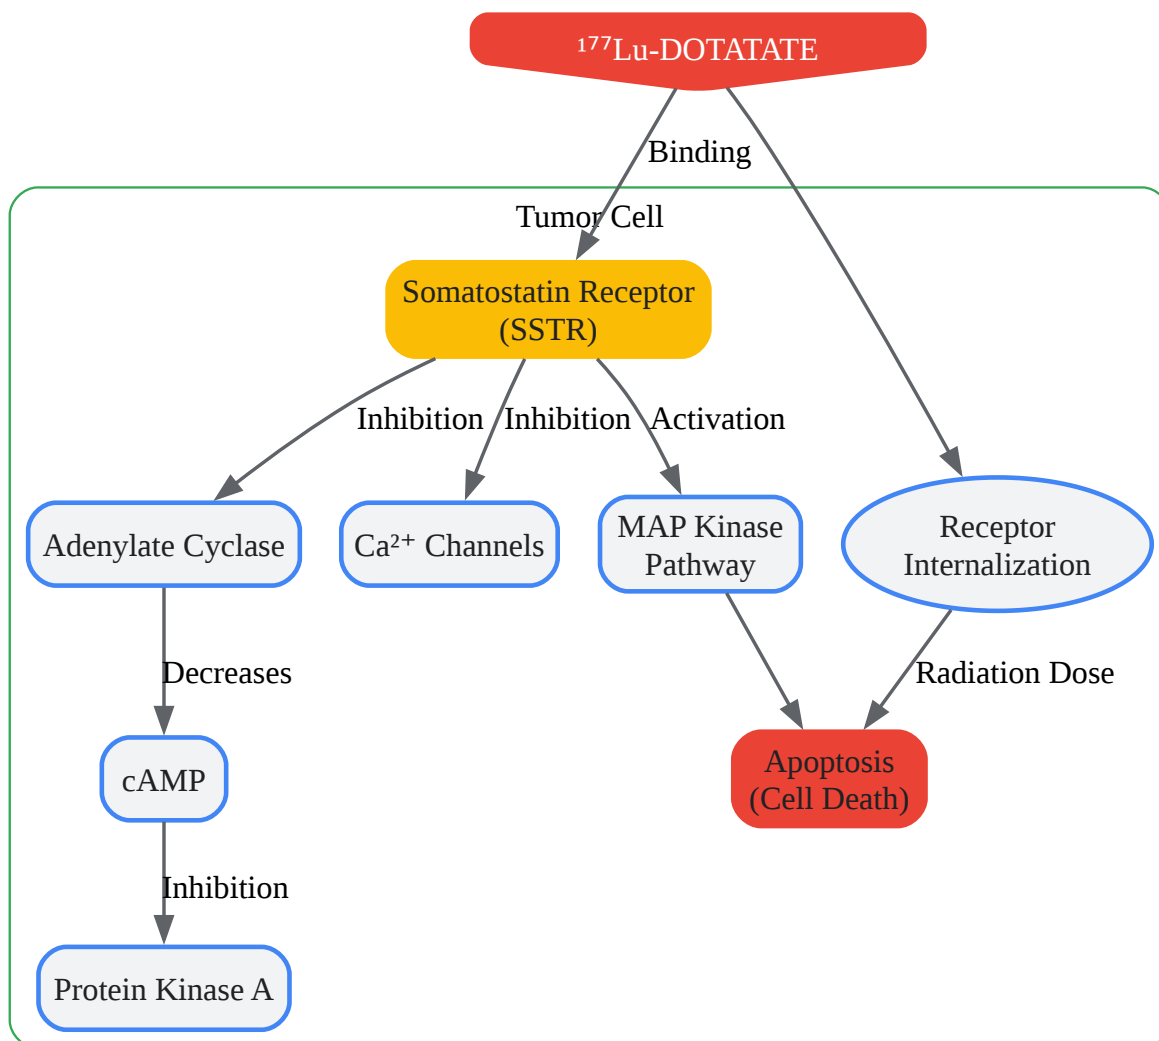 ¹⁷⁷Lu-DOTATATE
Binding
Tumor Cell
Somatostatin Receptor
(SSTR)
Inhibition
Inhibition
Activation
Adenylate Cyclase
Ca²⁺ Channels
MAP Kinase
Pathway
Receptor
Internalization
Decreases
Radiation Dose
cAMP
Apoptosis
(Cell Death)
Inhibition
Protein Kinase A